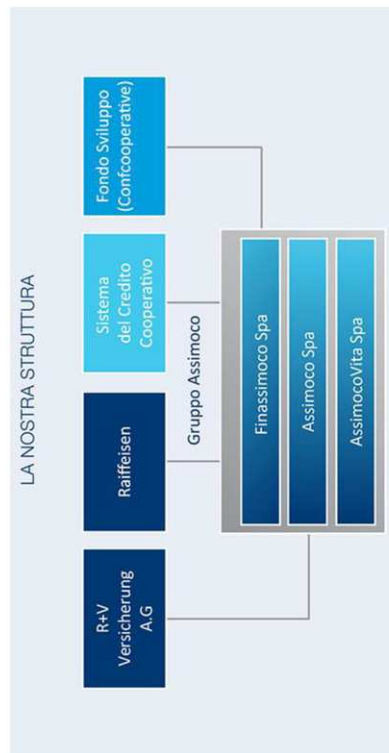 LA NOSTRA STRUTTURA
R+V
Versicherung
A.G
Raiffeisen
Sistema
del Credito
Cooperativo
Fondo Sviluppo
(Confcooperative)
Gruppo Assimoco
Finassimoco Spa
Assimoco Spa
AssimocoVita Spa